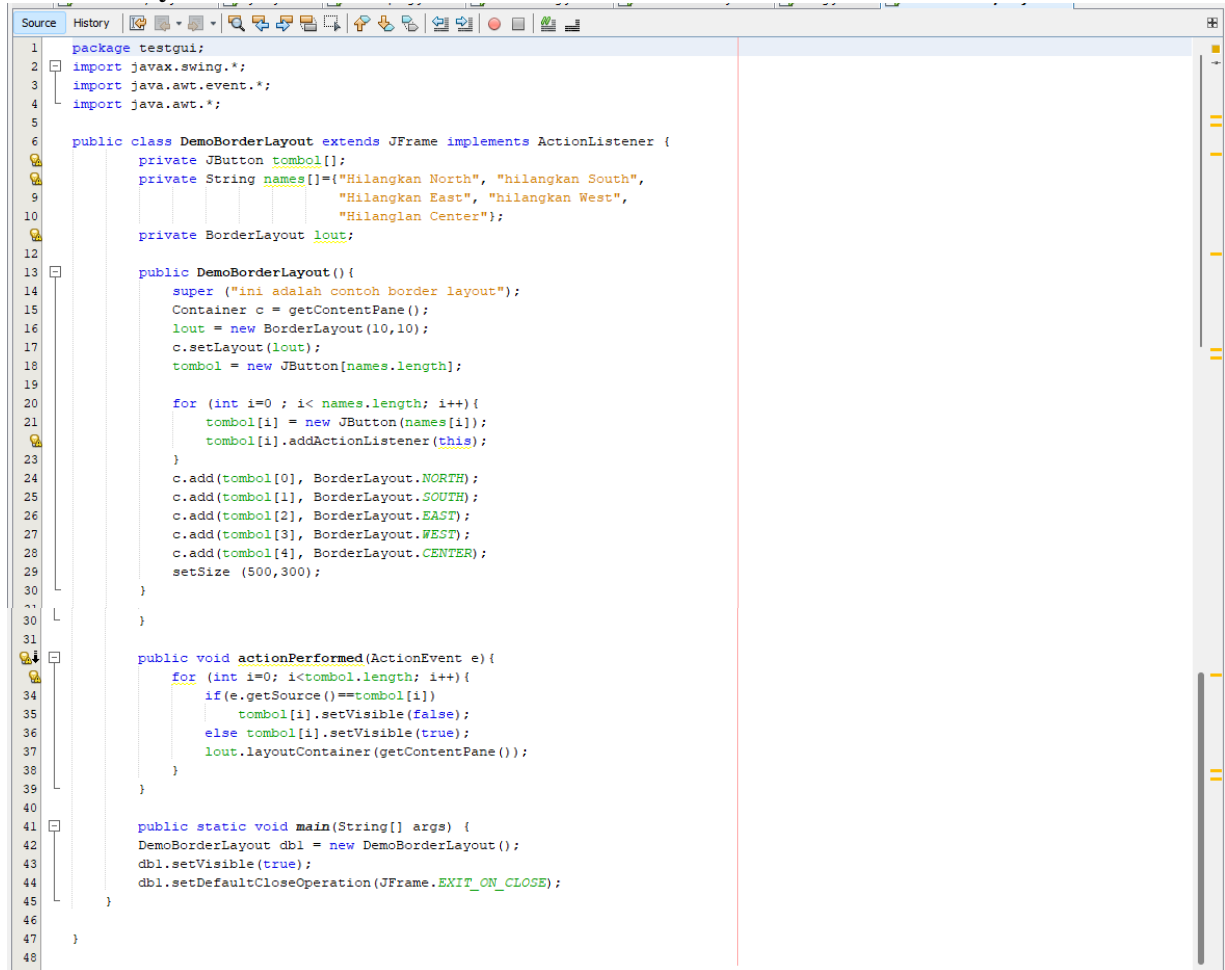 Source History
1 package testgui;
2 import javax.swing.*;
3 import java.awt.event.*;
4 import java.awt.*;
5
6 public class DemoBorderLayout extends JFrame implements ActionListener {
private JButton tombol[];
private String names[]={"Hilangkan North", "hilangkan South",
9 "Hilangkan East", "hilangkan West",
10 "Hilanglan Center"};
private BorderLayout lout;
12
13 public DemoBorderLayout(){
14 super ("ini adalah contoh border layout");
15 Container c = getContentPane();
16 lout = new BorderLayout(10,10);
17 c.setLayout(lout);
18 tombol = new JButton[names.length];
19
20 for (int i=0 ; i< names.length; i++){
21 tombol[i] = new JButton(names[i]);
tombol[i].addActionListener(this);
23 }
24 c.add(tombol[0], BorderLayout.NORTH);
25 c.add(tombol[1], BorderLayout.SOUTH);
26 c.add(tombol[2], BorderLayout.EAST);
27 c.add(tombol[3], BorderLayout.WEST);
28 c.add(tombol[4], BorderLayout.CENTER);
29 setSize (500,300);
30 }
30 }
31
public void actionPerformed(ActionEvent e){
for (int i=0; i<tombol.length; i++){
34 if(e.getSource()==tombol[i])
35 tombol[i].setVisible(false);
36 else tombol[i].setVisible(true);
37 lout.layoutContainer(getContentPane());
38 }
39 }
40
41 public static void main(String[] args) {
42 DemoBorderLayout dbl = new DemoBorderLayout();
43 dbl.setVisible(true);
44 dbl.setDefaultCloseOperation(JFrame.EXIT_ON_CLOSE);
45 }
46
47 }
48